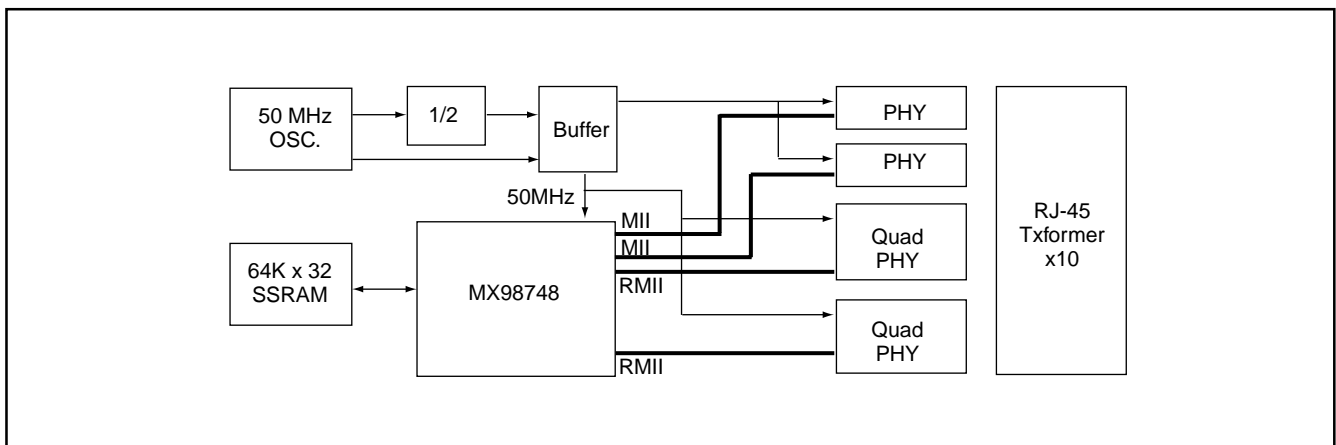 50 MHz
OSC.
1/2
Buffer
PHY
PHY
50MHz
MII
MII
RMII
RMII
64K x 32
SSRAM
MX98748
Quad
PHY
Quad
PHY
RJ-45
Txformer
x10